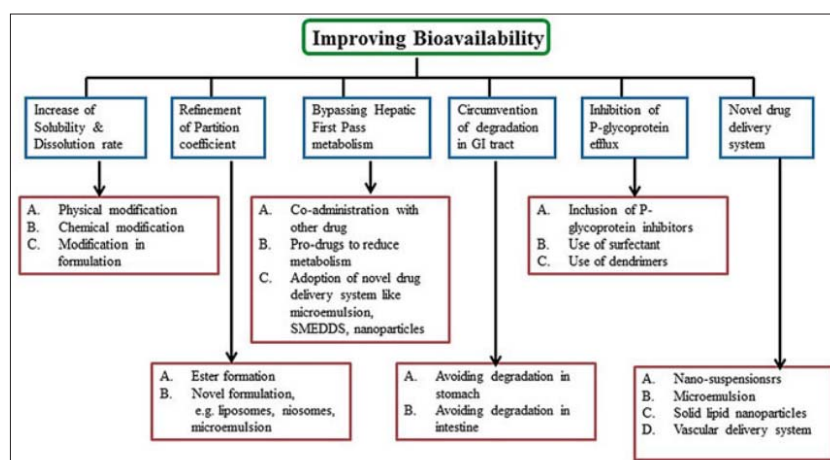 Improving Bioavailability
Increase of
Solubility &
Dissolution rate
Refinement
of Partition
coefficient
Bypassing Hepatic
First Pass
metabolism
Circumvention
of degradation
in GI tract
Inhibition of
P-glycoprotein
efflux
Novel drug
delivery
system
A. Physical modification
B. Chemical modification
C. Modification in
formulation
A. Co-administration with
other drug
B. Pro-drugs to reduce
metabolism
C. Adoption of novel drug
delivery system like
microemulsion,
SMEDDS, nanoparticles
A. Inclusion of P-
glycoprotein inhibitors
B. Use of surfectant
C. Use of dendrimers
A. Ester formation
B. Novel formulation,
e.g. liposomes, niosomes,
microemulsion
A. Avoiding degradation in
stomach
B. Avoiding degradation in
intestine
A. Nano-suspensionsrs
B. Microemulsion
C. Solid lipid nanoparticles
D. Vascular delivery system